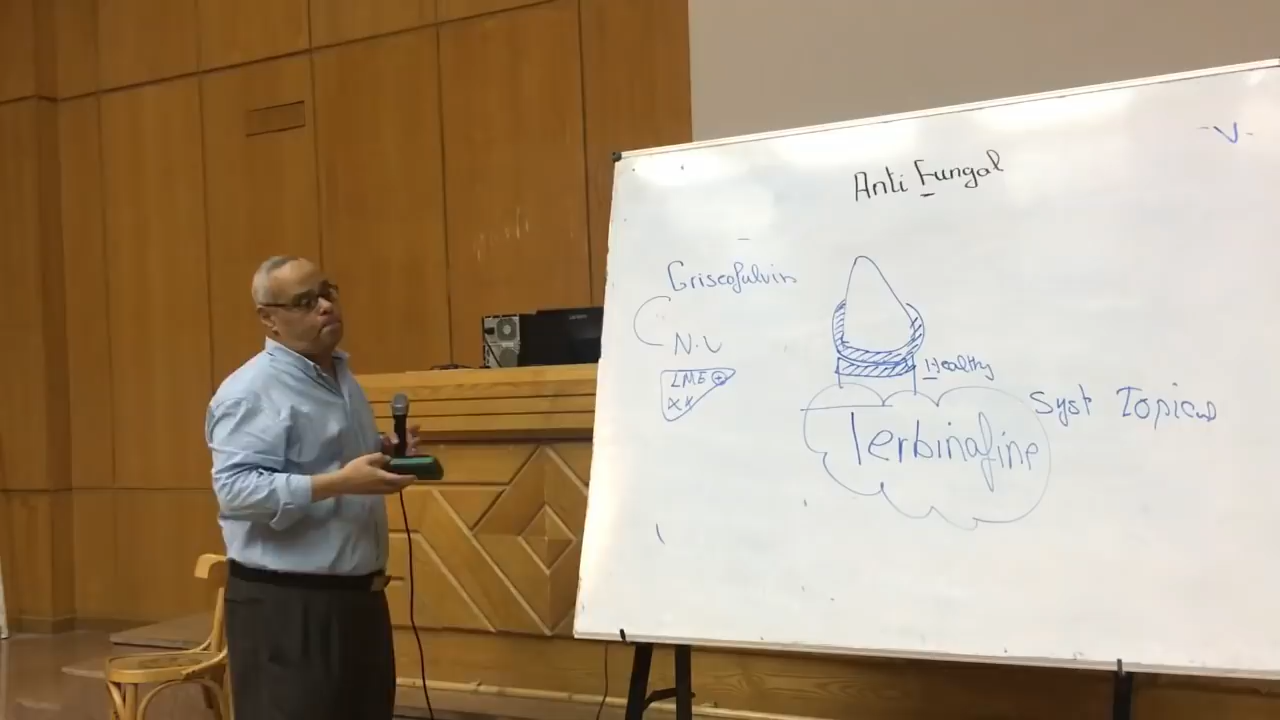 Anti Fungal
Griseofulvin
N.V
LME +
Healthy
Syst Topical
Terbinafine